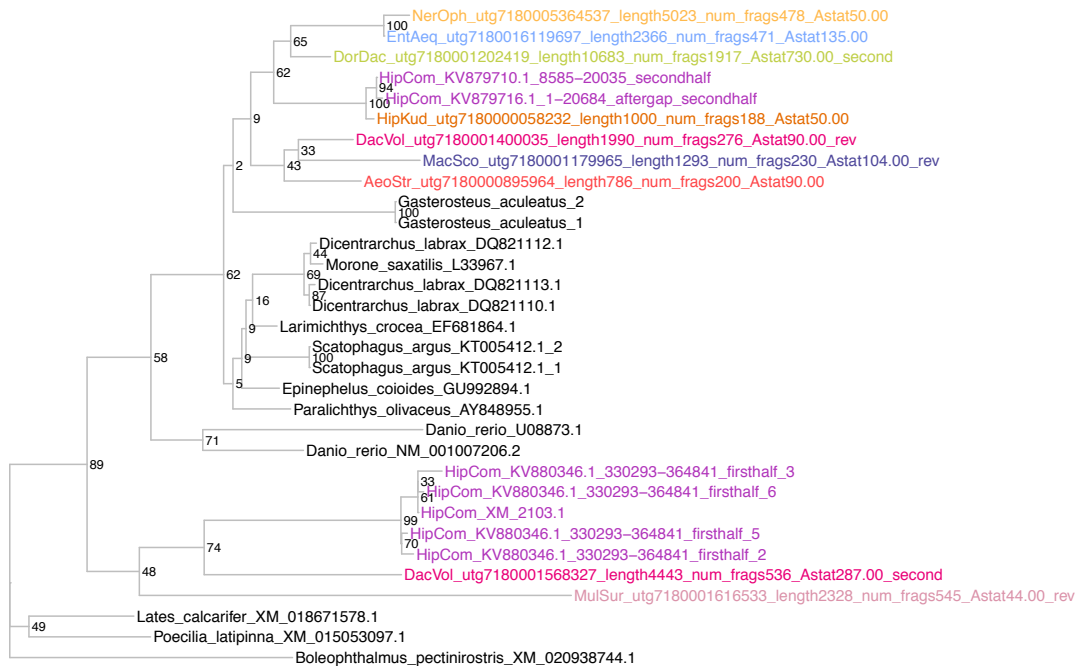 NerOph_utg7180005364537_length5023_num_frags478_Astat50.00
100
EntAeq_utg7180016119697_length2366_num_frags471_Astat135.00
65
DorDac_utg7180001202419_length10683_num_frags1917_Astat730.00_second
62
HipCom_KV879710.1_8585−20035_secondhalf
94
HipCom_KV879716.1_1−20684_aftergap_secondhalf
100
HipKud_utg7180000058232_length1000_num_frags188_Astat50.00
9
DacVol_utg7180001400035_length1990_num_frags276_Astat90.00_rev
33
MacSco_utg7180001179965_length1293_num_frags230_Astat104.00_rev
43
2
AeoStr_utg7180000895964_length786_num_frags200_Astat90.00
Gasterosteus_aculeatus_2
100
Gasterosteus_aculeatus_1
Dicentrarchus_labrax_DQ821112.1
44
Morone_saxatilis_L33967.1
62
69
Dicentrarchus_labrax_DQ821113.1
87
16
Dicentrarchus_labrax_DQ821110.1
Larimichthys_crocea_EF681864.1
9
Scatophagus_argus_KT005412.1_2
58
9
100
Scatophagus_argus_KT005412.1_1
5
Epinephelus_coioides_GU992894.1
Paralichthys_olivaceus_AY848955.1
Danio_rerio_U08873.1
71
Danio_rerio_NM_001007206.2
89
HipCom_KV880346.1_330293−364841_firsthalf_3
33
HipCom_KV880346.1_330293−364841_firsthalf_6
61
HipCom_XM_2103.1
99
HipCom_KV880346.1_330293−364841_firsthalf_5
70
74
HipCom_KV880346.1_330293−364841_firsthalf_2
48
DacVol_utg7180001568327_length4443_num_frags536_Astat287.00_second
MulSur_utg7180001616533_length2328_num_frags545_Astat44.00_rev
Lates_calcarifer_XM_018671578.1
49
Poecilia_latipinna_XM_015053097.1
Boleophthalmus_pectinirostris_XM_020938744.1